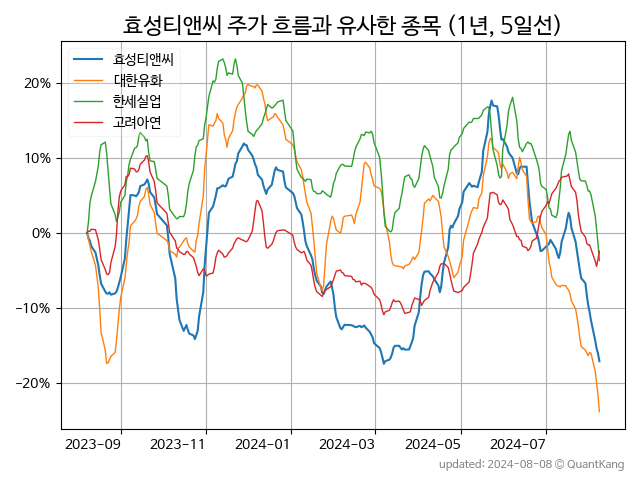 효성티앤씨 주가 흐름과 유사한 종목 (1년, 5일선)
효성티앤씨
대한유화
한세실업
고려아연
20%
10%
0%
−10%
−20%
2023-09 2023-11 2024-01 2024-03 2024-05 2024-07
updated: 2024-08-08 © QuantKang